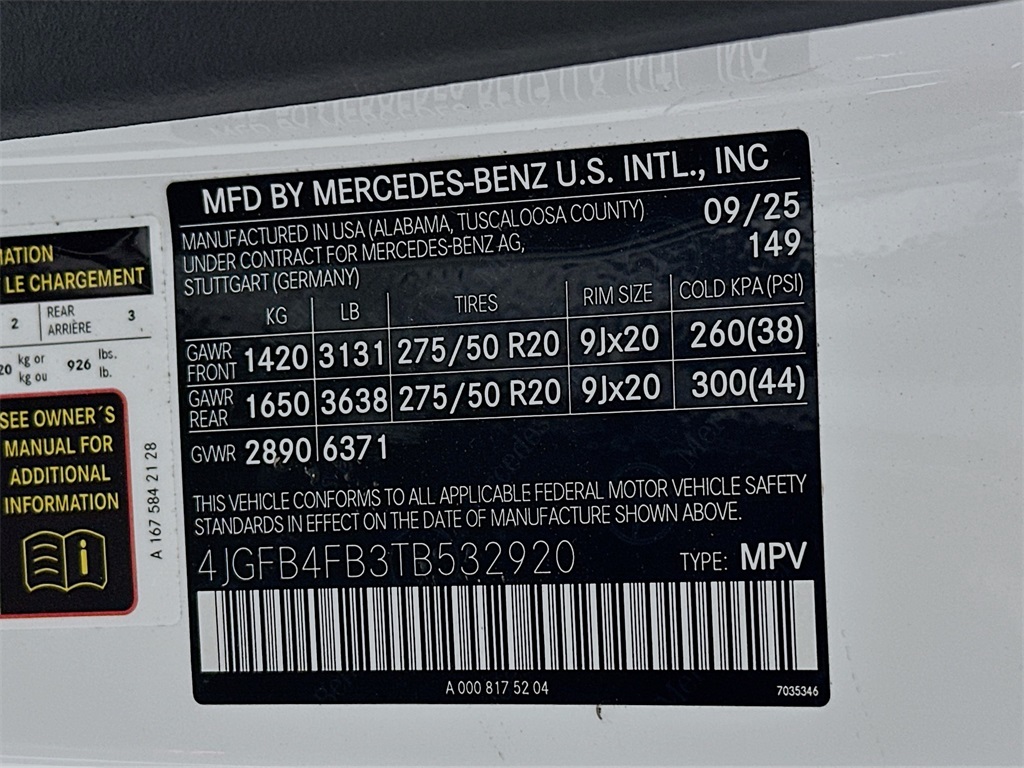 MFD BY MERCEDES-BENZ U.S. INTL., INC
MANUFACTURED IN USA (ALABAMA, TUSCALOOSA COUNTY)
UNDER CONTRACT FOR MERCEDES-BENZ AG,
STUTTGART (GERMANY)
09/25
149
KG LB TIRES RIM SIZE COLD KPA (PSI)
GAWR FRONT 1420 3131 275/50 R20 9Jx20 260(38)
GAWR REAR 1650 3638 275/50 R20 9Jx20 300(44)
GVWR 2890 6371
THIS VEHICLE CONFORMS TO ALL APPLICABLE FEDERAL MOTOR VEHICLE SAFETY
STANDARDS IN EFFECT ON THE DATE OF MANUFACTURE SHOWN ABOVE.
4JGFB4FB3TB532920 TYPE: MPV
A 000 817 52 04
7035346
LE CHARGEMENT
2 REAR 3
ARRIÈRE
kg or 926 lbs.
kg ou lb.
SEE OWNER´S
MANUAL FOR
ADDITIONAL
INFORMATION
A 167 584 21 28